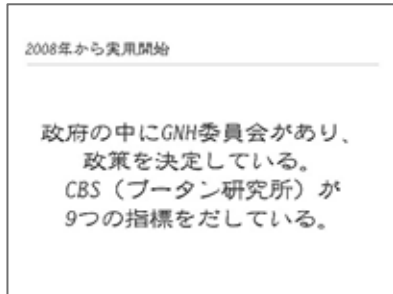 2008年から実用開始
政府の中にGNH委員会があり、
政策を決定している。
CBS（ブータン研究所）が
9つの指標をだしている。